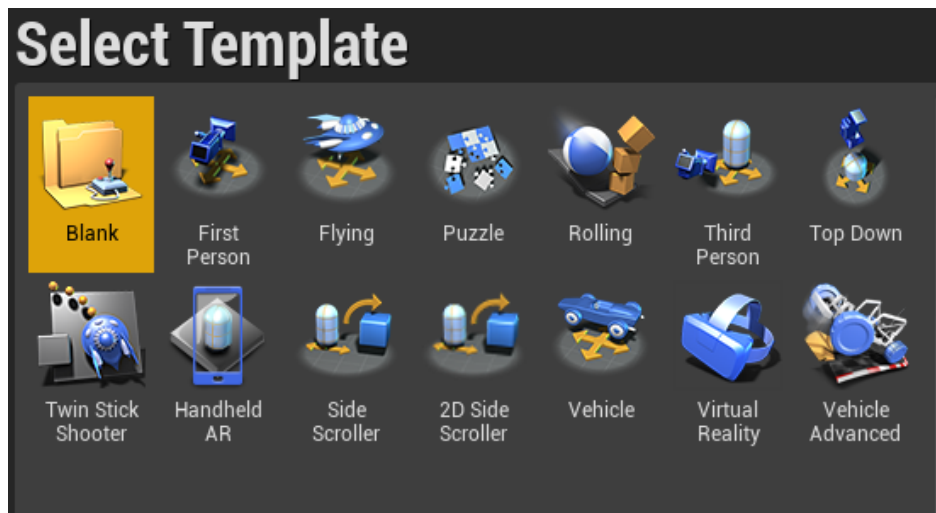 Select Template
Blank
First
Person
Flying
Puzzle
Rolling
Third
Person
Top Down
Twin Stick
Shooter
Handheld
AR
Side
Scroller
2D Side
Scroller
Vehicle
Virtual
Reality
Vehicle
Advanced